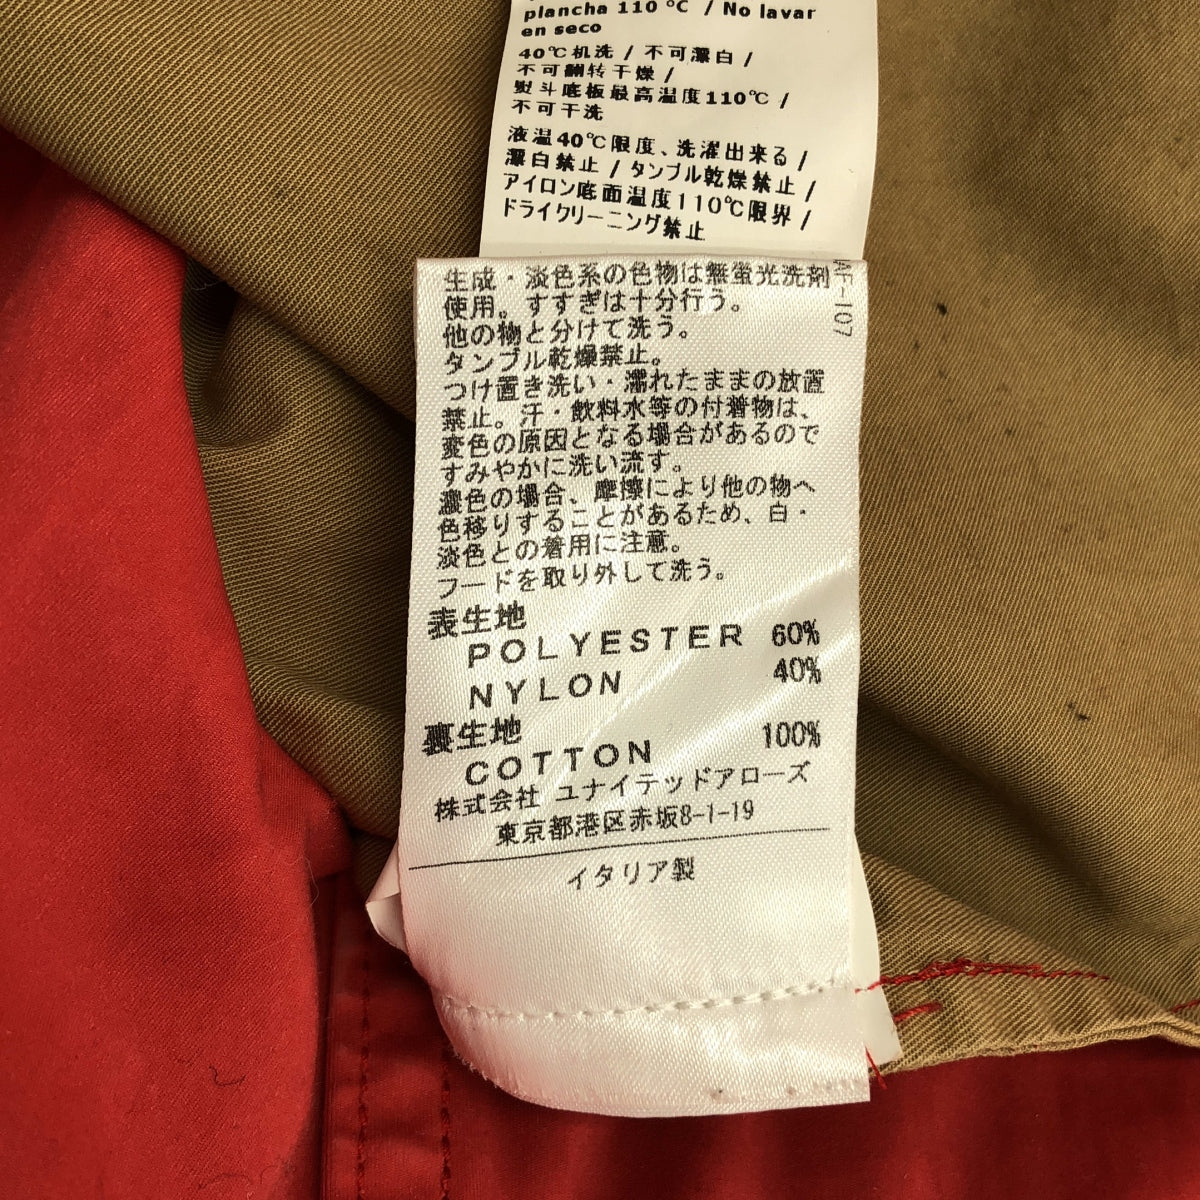 plancha 110 °C / No lavar
en seco
40℃机洗 / 不可漂白 /
不可翻转干燥 /
熨斗底板最高温度110℃ /
不可干洗
液温40℃限度、洗濯出来る /
漂白禁止 / タンブル乾燥禁止 /
アイロン底面温度110℃限界 /
ドライクリーニング禁止
AF-107
生成・淡色系の色物は無蛍光洗剤
使用。すすぎは十分行う。
他の物と分けて洗う。
タンブル乾燥禁止。
つけ置き洗い・濡れたままの放置
禁止。汗・飲料水等の付着物は、
変色の原因となる場合があるので
すみやかに洗い流す。
濃色の場合、摩擦により他の物へ
色移りすることがあるため、白・
淡色との着用に注意。
フードを取り外して洗う。
表生地
POLYESTER 60%
NYLON 40%
裏生地
COTTON 100%
株式会社 ユナイテッドアローズ
東京都港区赤坂8-1-19
イタリア製